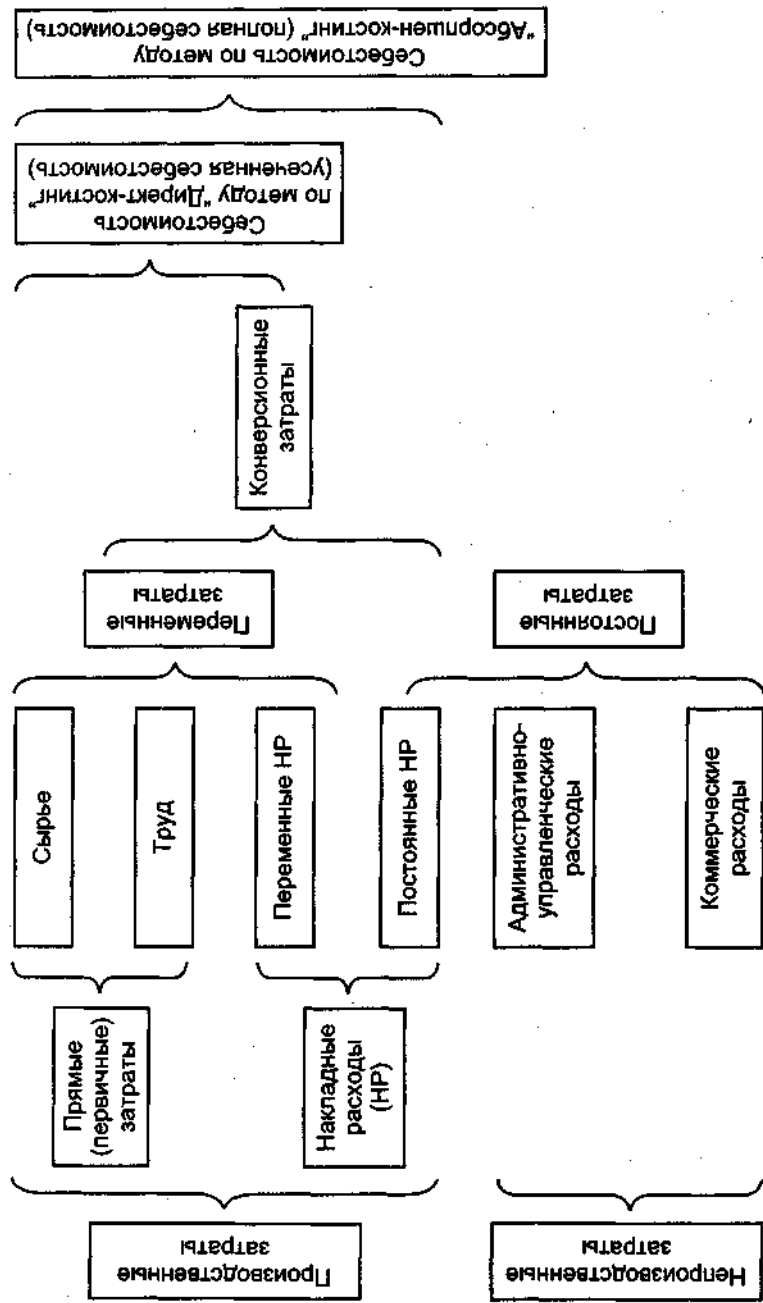 Производственные
затраты
Непроизводственные
затраты
Прямые
(первичные)
затраты
Накладные
расходы
(НР)
Сырье
Труд
Переменные НР
Постоянные НР
Административно-
управленческие
расходы
Коммерческие
расходы
Переменные
затраты
Постоянные
затраты
Конверсионные
затраты
Себестоимость
по методу "Директ-костинг"
(усеченная себестоимость)
Себестоимость по методу
"Абсорпшен-костинг" (полная себестоимость)